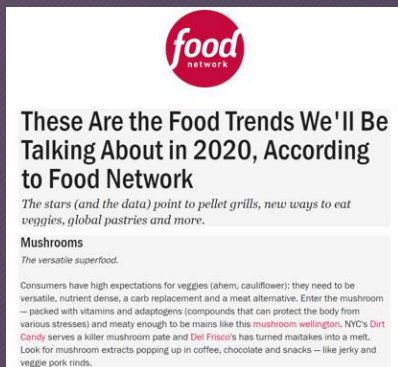 food
network
These Are the Food Trends We'll Be
Talking About in 2020, According
to Food Network
The stars (and the data) point to pellet grills, new ways to eat
veggies, global pastries and more.
Mushrooms
The versatile superfood.
Consumers have high expectations for veggies (ahem, cauliflower): they need to be
versatile, nutrient dense, a carb replacement and a meat alternative. Enter the mushroom
— packed with vitamins and adaptogens (compounds that can protect the body from
various stresses) and meaty enough to be mains like this mushroom wellington. NYC's Dirt
Candy serves a killer mushroom pate and Del Frisco's has turned maitakes into a melt.
Look for mushroom extracts popping up in coffee, chocolate and snacks — like jerky and
veggie pork rinds.